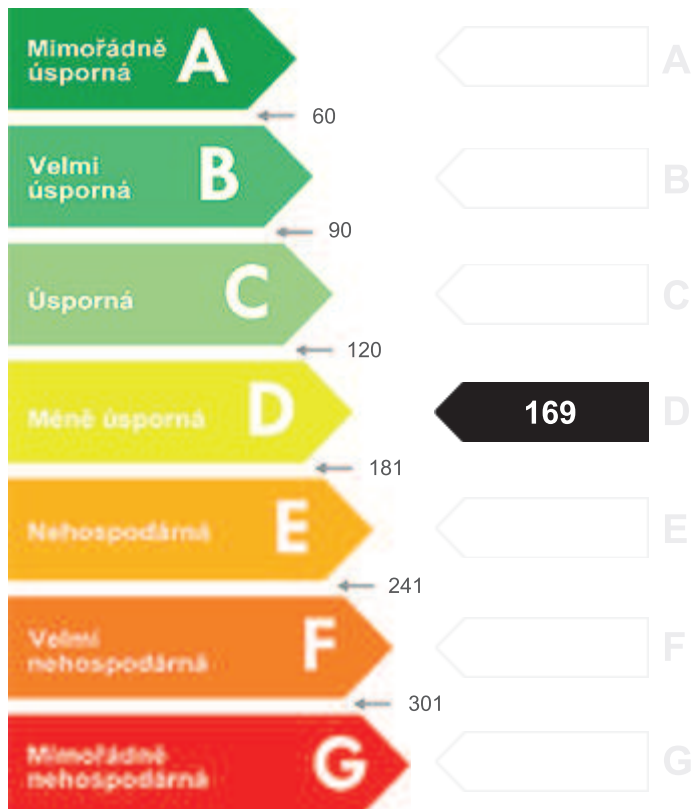 Mimořádně
úsporná
A
A
60
Velmi
úsporná
B
B
90
Úsporná
C
C
120
Méně úsporná
D
169
D
181
Nehospodárná
E
E
241
Velmi
nehospodárná
F
F
301
Mimořádně
nehospodárná
G
G